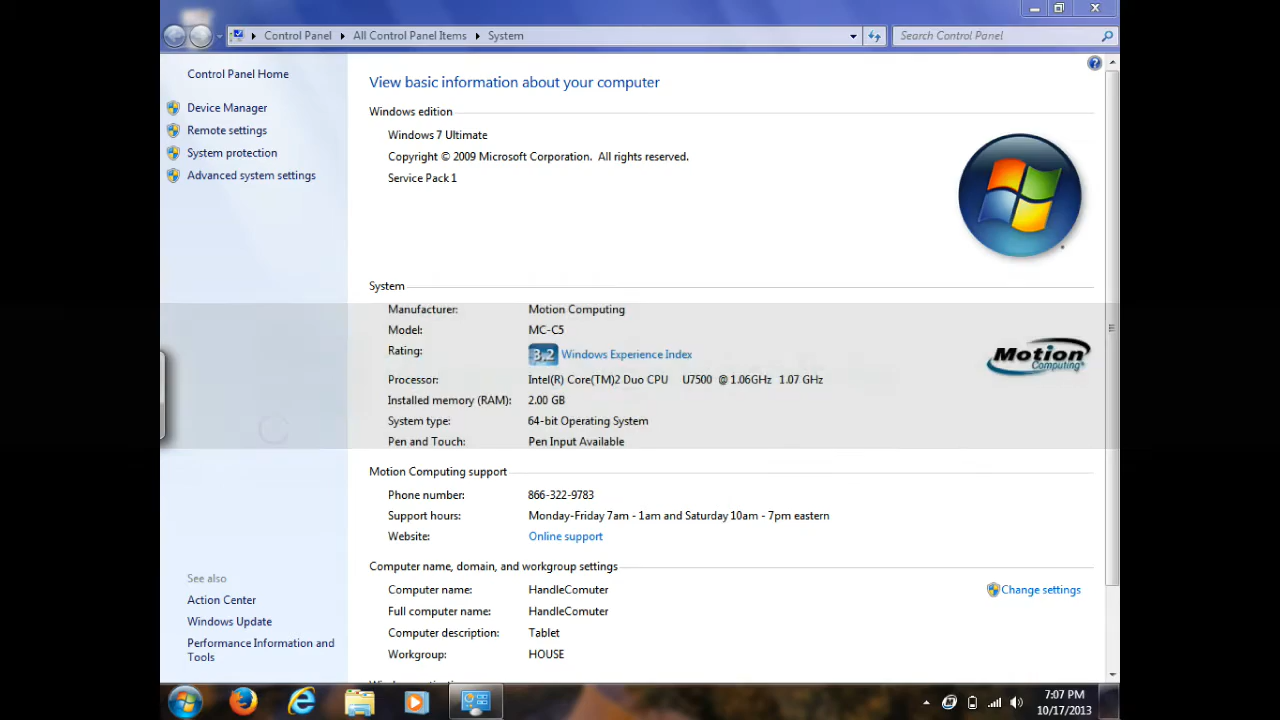 Control Panel All Control Panel Items System Search Control Panel
Control Panel Home
Device Manager
Remote settings
System protection
Advanced system settings
View basic information about your computer
Windows edition
Windows 7 Ultimate
Copyright © 2009 Microsoft Corporation. All rights reserved.
Service Pack 1
System
Manufacturer: Motion Computing
Model: MC-C5
Rating: 3.2 Windows Experience Index
Processor: Intel(R) Core(TM)2 Duo CPU U7500 @ 1.06GHz 1.07 GHz
Installed memory (RAM): 2.00 GB
System type: 64-bit Operating System
Pen and Touch: Pen Input Available
Motion
Computing
Motion Computing support
Phone number: 866-322-9783
Support hours: Monday-Friday 7am - 1am and Saturday 10am - 7pm eastern
Website: Online support
Computer name, domain, and workgroup settings
Computer name: HandleComuter
Change settings
Full computer name: HandleComuter
Computer description: Tablet
Workgroup: HOUSE
See also
Action Center
Windows Update
Performance Information and
Tools
7:07 PM
10/17/2013